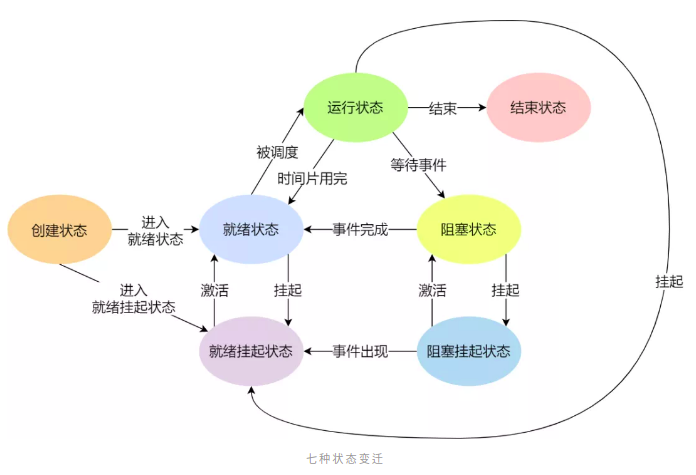 运行状态
结束
结束状态
被调度
时间片用完
等待事件
创建状态
进入
就绪状态
就绪状态
事件完成
阻塞状态
进入
就绪挂起状态
激活
挂起
激活
挂起
挂起
就绪挂起状态
事件出现
阻塞挂起状态
七种状态变迁